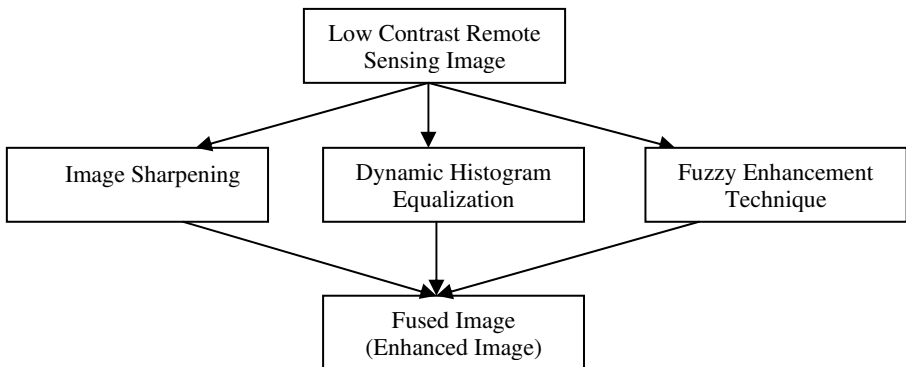 Low Contrast Remote
Sensing Image
Image Sharpening
Dynamic Histogram
Equalization
Fuzzy Enhancement
Technique
Fused Image
(Enhanced Image)